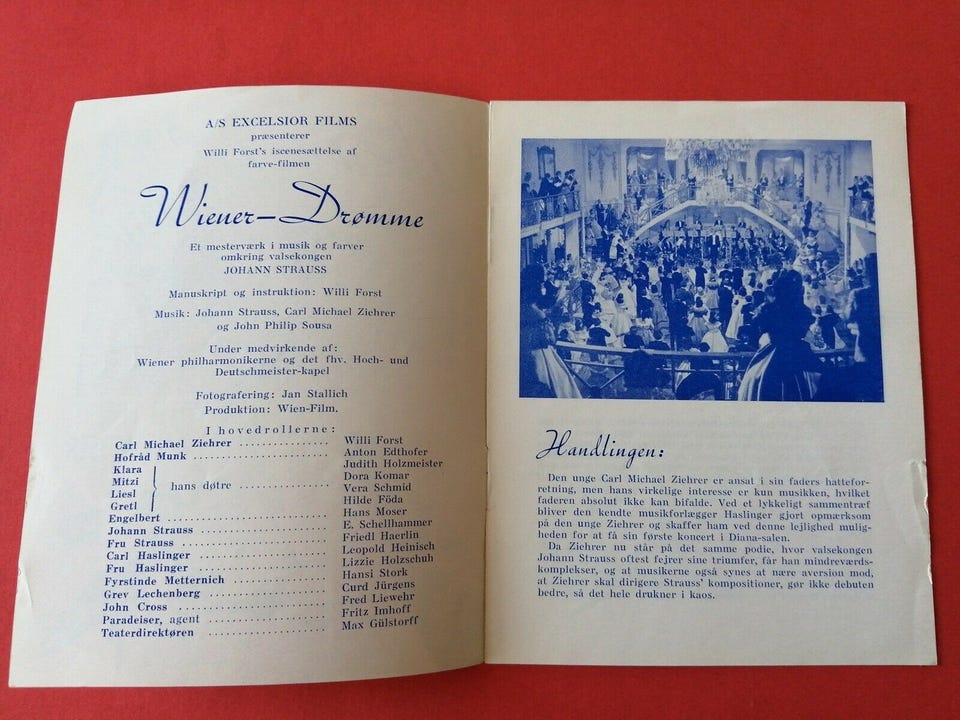 A/S EXCELSIOR FILMS
præsenterer
Willi Forst's iscenesættelse af
farve-filmen
Wiener-Drømme
Et mesterværk i musik og farver
omkring valsekongen
JOHANN STRAUSS
Manuskript og instruktion: Willi Forst
Musik: Johann Strauss, Carl Michael Ziehrer
og John Philip Sousa
Under medvirkende af:
Wiener philharmonikerne og det fhv. Hoch- und
Deutschmeister-kapel
Fotografering: Jan Stallich
Produktion: Wien-Film.
I hovedrollerne:
Carl Michael Ziehrer ................ Willi Forst
Hofråd Munk ........................ Anton Edthofer
Klara Judith Holzmeister
Mitzi hans døtre ................ Dora Komar
Liesl Vera Schmid
Gretl Hilde Föda
Engelbert ............................ Hans Moser
Johann Strauss ........................ E. Schellhammer
Fru Strauss .......................... Friedl Haerlin
Carl Haslinger ........................ Leopold Heinisch
Fru Haslinger ........................ Lizzie Holzschuh
Fyrstinde Metternich .................. Hansi Stork
Grev Lechenberg ...................... Curd Jürgens
John Cross .......................... Fred Liewehr
Paradeiser, agent .................... Fritz Imhoff
Teaterdirektøren ...................... Max Gülstorff
Handlingen:
Den unge Carl Michael Ziehrer er ansat i sin faders hattefor-
retning, men hans virkelige interesse er kun musikken, hvilket
faderen absolut ikke kan bifalde. Ved et lykkeligt sammentræf
bliver den kendte musikforlægger Haslinger gjort opmærksom
på den unge Ziehrer og skaffer ham ved denne lejlighed mulig-
heden for at få sin første koncert i Diana-salen.
Da Ziehrer nu står på det samme podie, hvor valsekongen
Johann Strauss oftest fejrer sine triumfer, får han mindreværds-
komplekser, og at musikerne også synes at nære aversion mod,
at Ziehrer skal dirigere Strauss' kompositioner, gør ikke debuten
bedre, så det hele drukner i kaos.